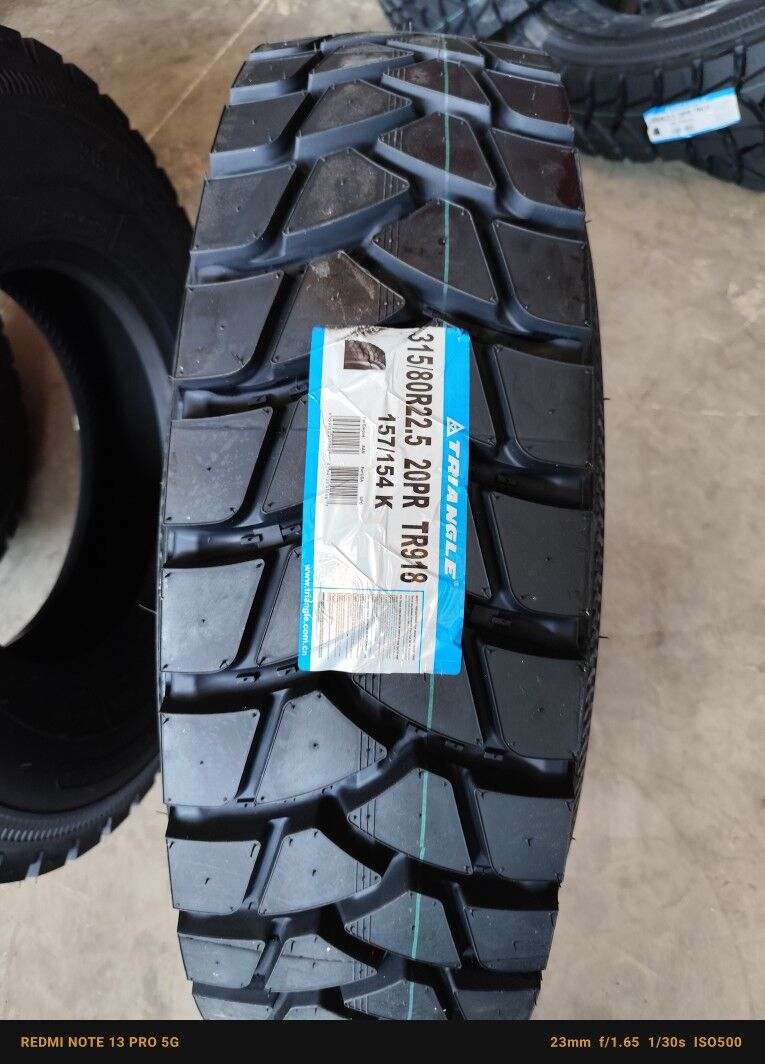 TRIANGLE
315/80R22.5 20PR TR918
157/154 K
www.triangle.com.cn
REDMI NOTE 13 PRO 5G
23mm f/1.65 1/30s ISO500